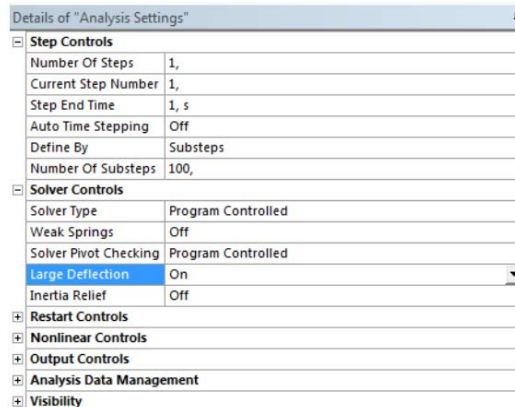 Details of "Analysis Settings"
Step Controls
Number Of Steps 1,
Current Step Number 1,
Step End Time 1, s
Auto Time Stepping Off
Define By Substeps
Number Of Substeps 100,
Solver Controls
Solver Type Program Controlled
Weak Springs Off
Solver Pivot Checking Program Controlled
Large Deflection On
Inertia Relief Off
Restart Controls
Nonlinear Controls
Output Controls
Analysis Data Management
Visibility